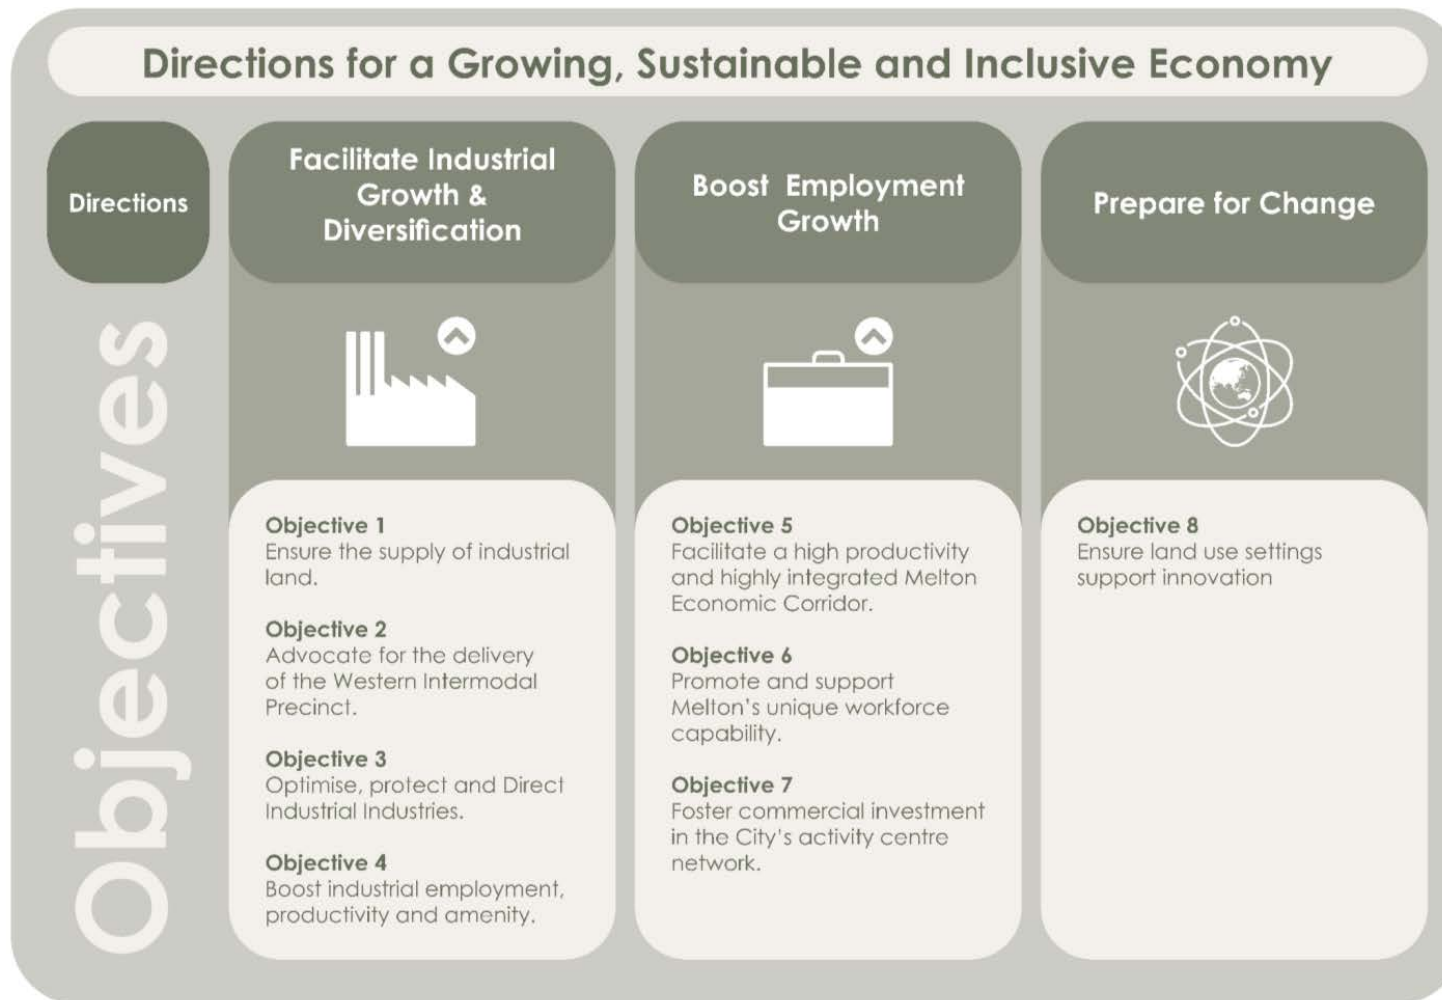 Directions for a Growing, Sustainable and Inclusive Economy
Directions
Facilitate Industrial
Growth &
Diversification
Boost Employment
Growth
Prepare for Change
Objectives
Objective 1
Ensure the supply of industrial
land.
Objective 2
Advocate for the delivery
of the Western Intermodal
Precinct.
Objective 3
Optimise, protect and Direct
Industrial Industries.
Objective 4
Boost industrial employment,
productivity and amenity.
Objective 5
Facilitate a high productivity
and highly integrated Melton
Economic Corridor.
Objective 6
Promote and support
Melton's unique workforce
capability.
Objective 7
Foster commercial investment
in the City's activity centre
network.
Objective 8
Ensure land use settings
support innovation